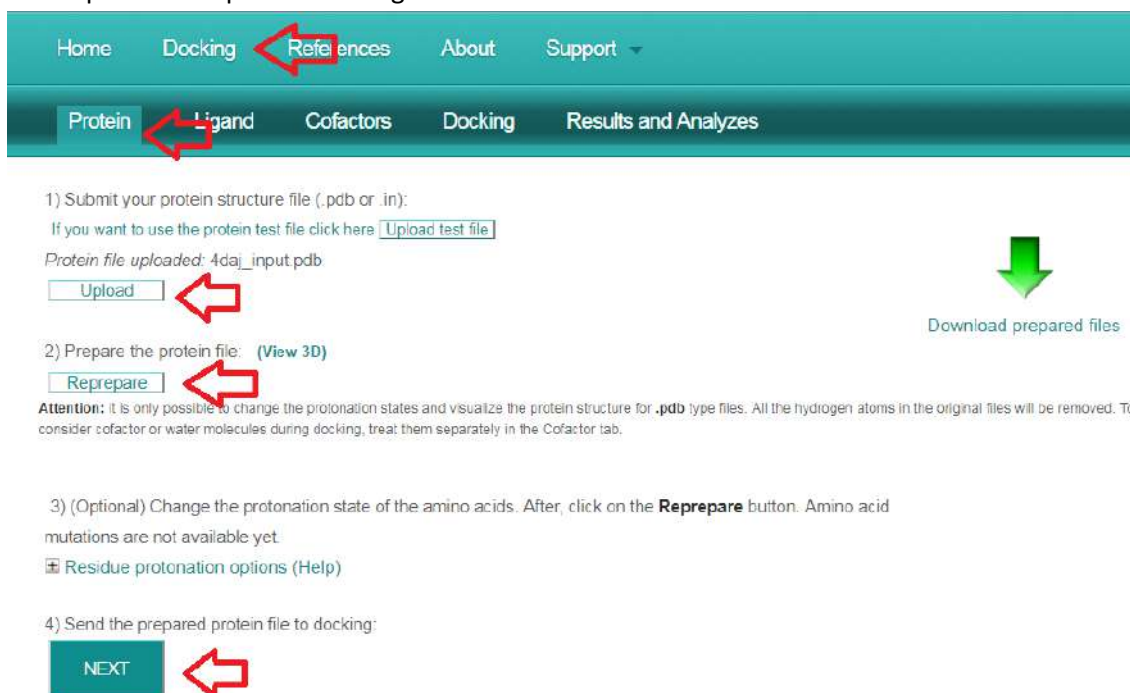 Home Docking References About Support
Protein Ligand Cofactors Docking Results and Analyzes
1) Submit your protein structure file (.pdb or .in):
If you want to use the protein test file click here Upload test file
Protein file uploaded: 4daj_input.pdb
Upload
Download prepared files
2) Prepare the protein file: (View 3D)
Reprepare
Attention: It is only possible to change the protonation states and visualize the protein structure for .pdb type files. All the hydrogen atoms in the original files will be removed. To
consider cofactor or water molecules during docking, treat them separately in the Cofactor tab.
3) (Optional) Change the protonation state of the amino acids. After, click on the Reprepare button. Amino acid
mutations are not available yet.
Residue protonation options (Help)
4) Send the prepared protein file to docking:
NEXT